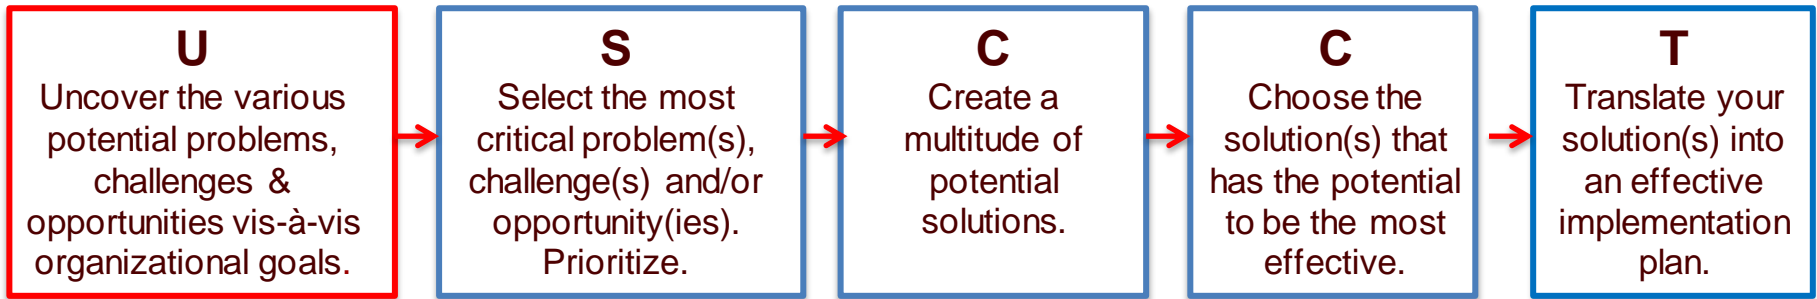 U
Uncover the various
potential problems,
challenges &
opportunities vis-à-vis
organizational goals.
S
Select the most
critical problem(s),
challenge(s) and/or
opportunity(ies).
Prioritize.
C
Create a
multitude of
potential
solutions.
C
Choose the
solution(s) that
has the potential
to be the most
effective.
T
Translate your
solution(s) into
an effective
implementation
plan.